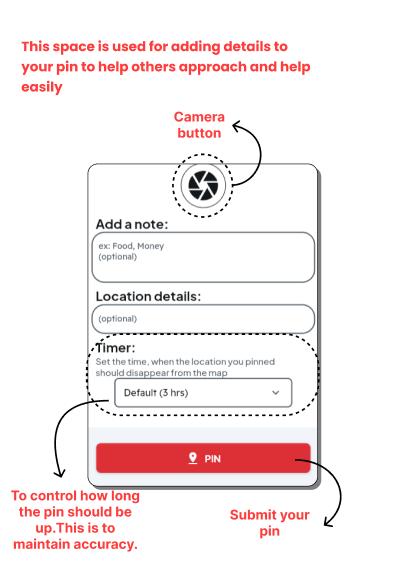 This space is used for adding details to
your pin to help others approach and help
easily
Camera
button
Add a note:
ex: Food, Money
(optional)
Location details:
(optional)
Timer:
Set the time, when the location you pinned
should disappear from the map
Default (3 hrs)
PIN
To control how long
the pin should be
up.This is to
maintain accuracy.
Submit your
pin